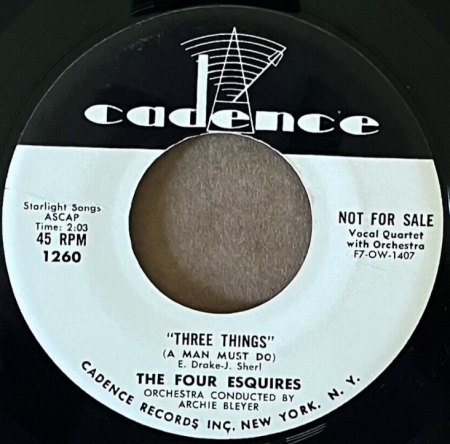 cadence
Starlight Songs
ASCAP
Time: 2:03
45 RPM
1260
NOT FOR SALE
Vocal Quartet
with Orchestra
F7-OW-1407
"THREE THINGS"
(A MAN MUST DO)
E. Drake-J. Sherl
THE FOUR ESQUIRES
ORCHESTRA CONDUCTED BY
ARCHIE BLEYER
CADENCE RECORDS INC, NEW YORK, N. Y.